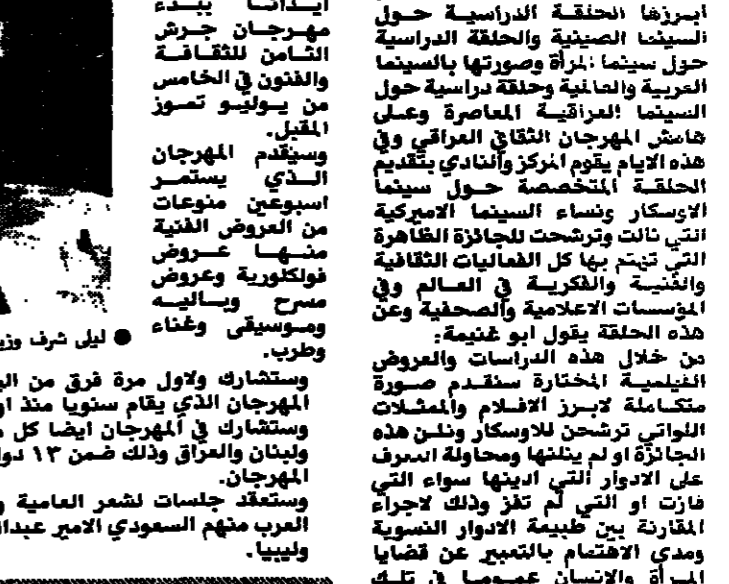 ابرزها الحلقة الدراسية حول
السينما الصينية والحلقة الدراسية
حول سينما المرأة وصورتها بالسينما
العربية والعالمية وحلقة دراسية حول
السينما العراقية المعاصرة وعلى
هامش المهرجان الثقافي العراقي وفي
هذه الايام يقوم المركز والنادي بتقديم
الحلقة المتخصصة حول سينما
الاوسكار ونساء السينما الاميركية
التي نالت وترشحت للجائزة الظاهرة
التي تهتم بها كل الفعاليات الثقافية
والفنية والفكرية في العالم وفي
المؤسسات الاعلامية والصحفية وعن
هذه الحلقة يقول ابو غنيمة:
من خلال هذه الدراسات والعروض
الفيلمية المختارة سنقدم صورة
متكاملة لابرز الافلام والممثلات
اللواتي ترشحن للاوسكار ونلن هذه
الجائزة او لم ينلنها ومحاولة التعرف
على الادوار التي ادينها سواء التي
فازت او التي لم تفز وذلك لاجراء
المقارنة بين طبيعة الادوار النسوية
ومدى الاهتمام بالتعبير عن قضايا
المرأة والانسان عموما في تلك
ايذانا ببدء
مهرجان جرش
الثامن للثقافة
والفنون في الخامس
من يوليو تموز
المقبل.
وسيقدم المهرجان
الذي يستمر
اسبوعين منوعات
من العروض الفنية
منها عروض
فولكلورية وعروض
مسرح وباليه
وموسيقى وغناء
وطرب.
● ليلى شرف
وستشارك ولاول مرة فرق من
المهرجان الذي يقام سنويا منذ
وستشارك في المهرجان ايضا كل
ولبنان والعراق وذلك ضمن ١٣
المهرجان.
وستعقد جلسات لشعر العامية
العرب منهم السعودي الامير
وليبيا.